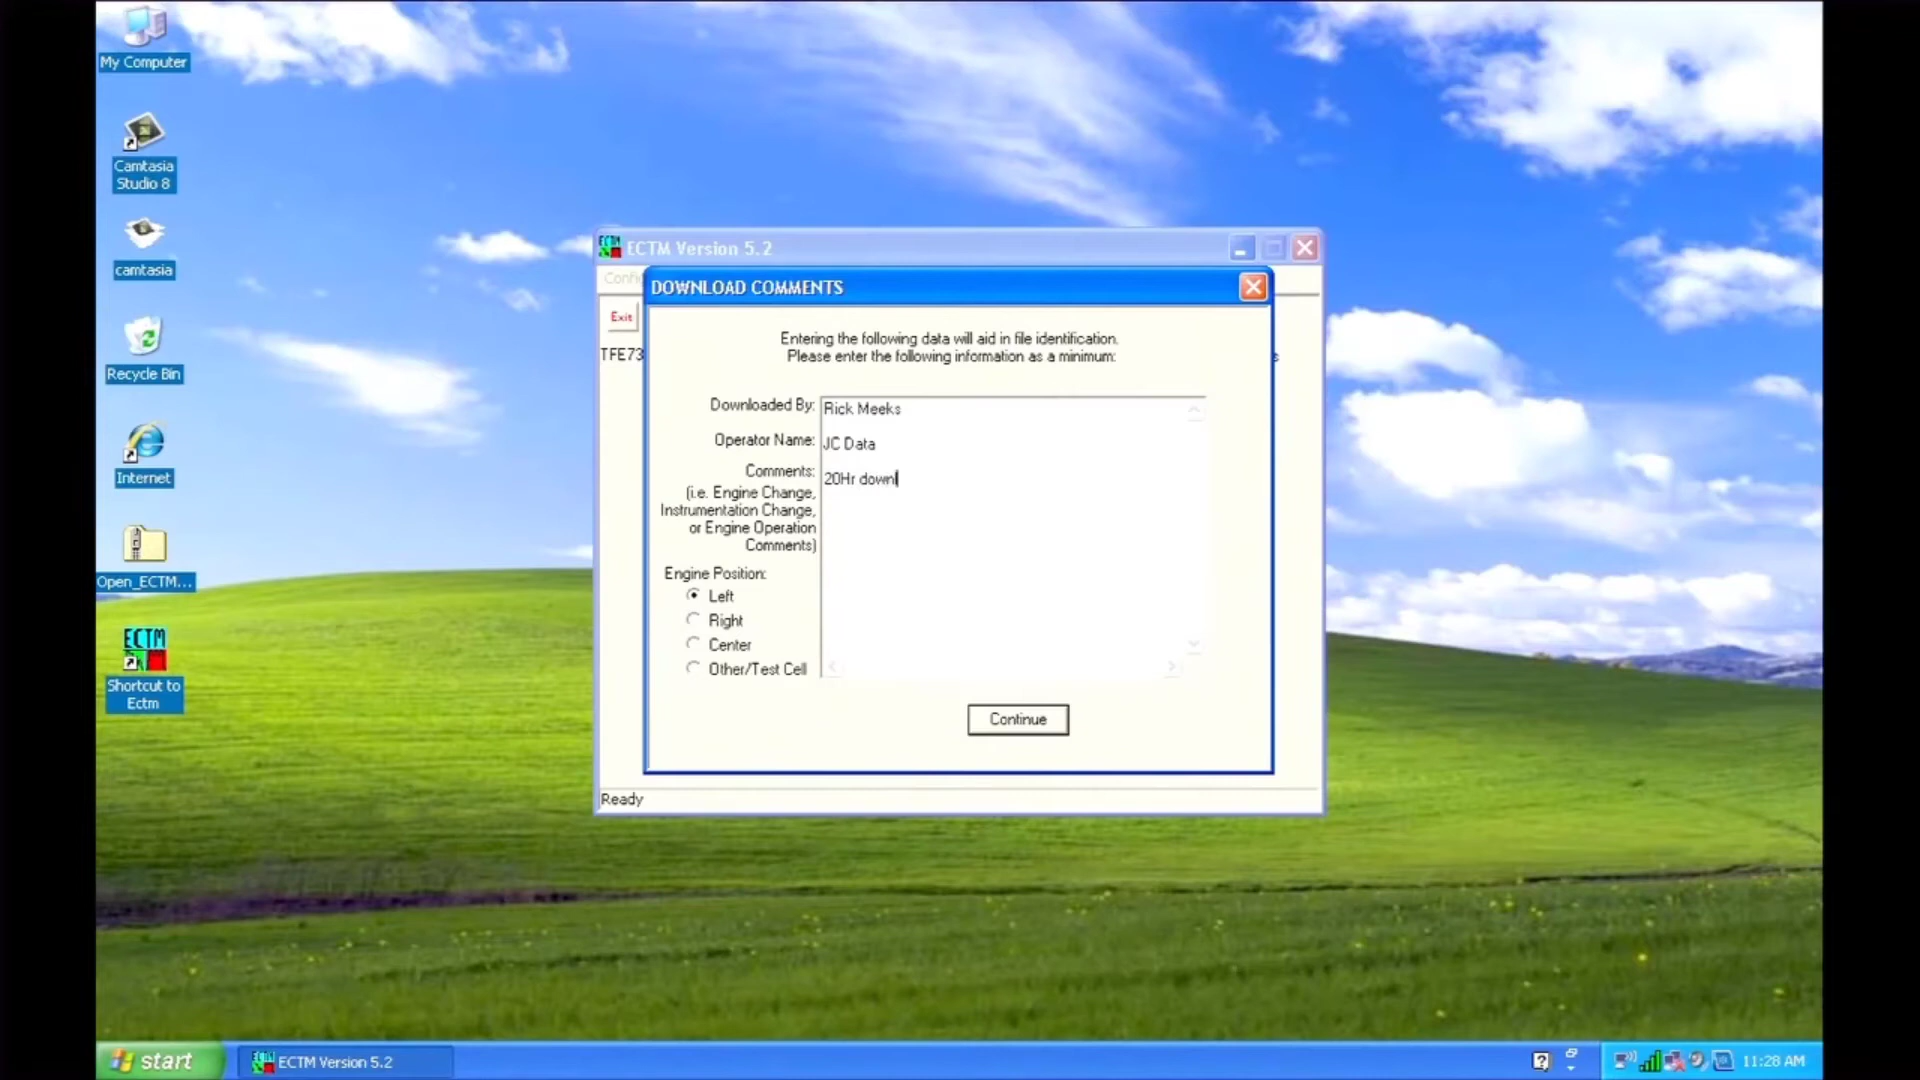 My Computer
Camtasia
Studio 8
camtasia
Recycle Bin
Internet
Open_ECTM...
ECTM
Shortcut to
Ectm
ECTM Version 5.2
Exit
TFE73
DOWNLOAD COMMENTS
Entering the following data will aid in file identification.
Please enter the following information as a minimum:
Downloaded By: Rick Meeks
Operator Name: JC Data
Comments: 20Hr downl
(i.e. Engine Change,
Instrumentation Change,
or Engine Operation
Comments)
Engine Position:
Left
Right
Center
Other/Test Cell
Continue
Ready
start
ECTM Version 5.2
11:28 AM